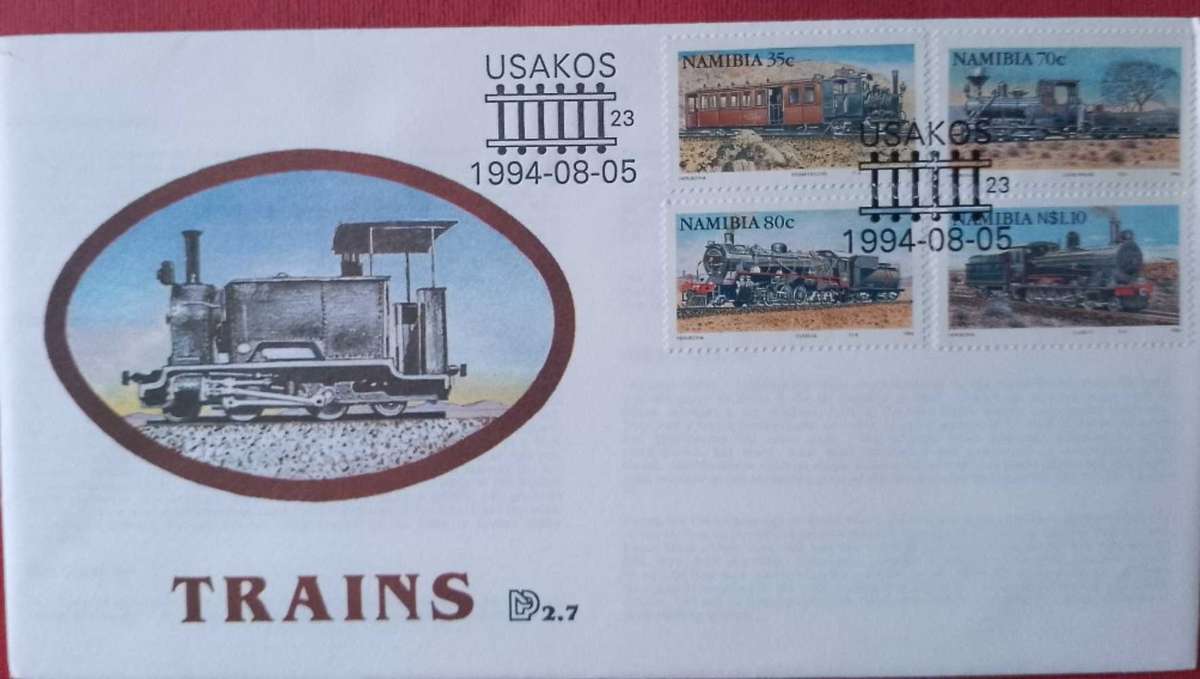 USAKOS
23
1994-08-05
NAMIBIA 35c
NAMIBIA 70c
USAKOS
23
1994-08-05
NAMIBIA 80c
NAMIBIA N$1.10
TRAINS
2.7